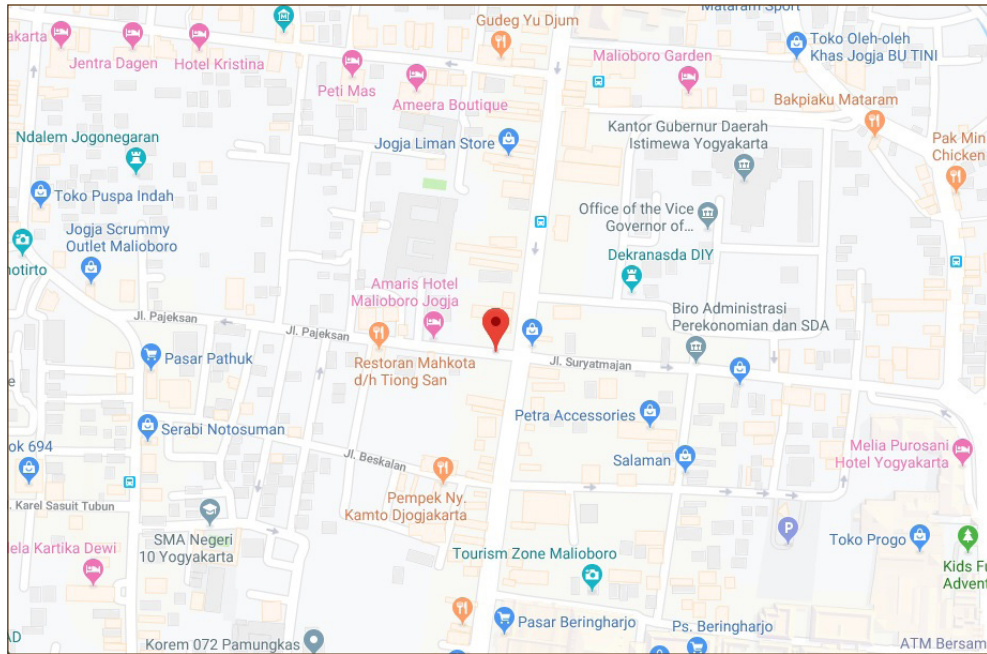 Mataram Sport
Gudeg Yu Djum
akarta
Jentra Dagen
Hotel Kristina
Peti Mas
Ameera Boutique
Malioboro Garden
Toko Oleh-oleh
Khas Jogja BU TINI
Bakpiaku Mataram
Ndalem Jogonegaran
Jogja Liman Store
Kantor Gubernur Daerah
Istimewa Yogyakarta
Pak Min
Chicken
Toko Puspa Indah
Office of the Vice
Governor of...
Jogja Scrummy
Outlet Malioboro
notirto
Dekranasda DIY
Amaris Hotel
Malioboro Jogja
Biro Administrasi
Perekonomian dan SDA
Jl. Pajeksan
Jl. Pajeksan
Pasar Pathuk
Restoran Mahkota
d/h Tiong San
Jl. Suryatmajan
e
Petra Accessories
Serabi Notosuman
ok 694
Jl. Beskalan
Salaman
Melia Purosani
Hotel Yogyakarta
. Karel Sasuit Tubun
Pempek Ny.
Kamto Djogjakarta
SMA Negeri
10 Yogyakarta
P
Toko Progo
ela Kartika Dewi
Tourism Zone Malioboro
Kids Fu
Advent
Pasar Beringharjo
Ps. Beringharjo
AD
Korem 072 Pamungkas
ATM Bersam